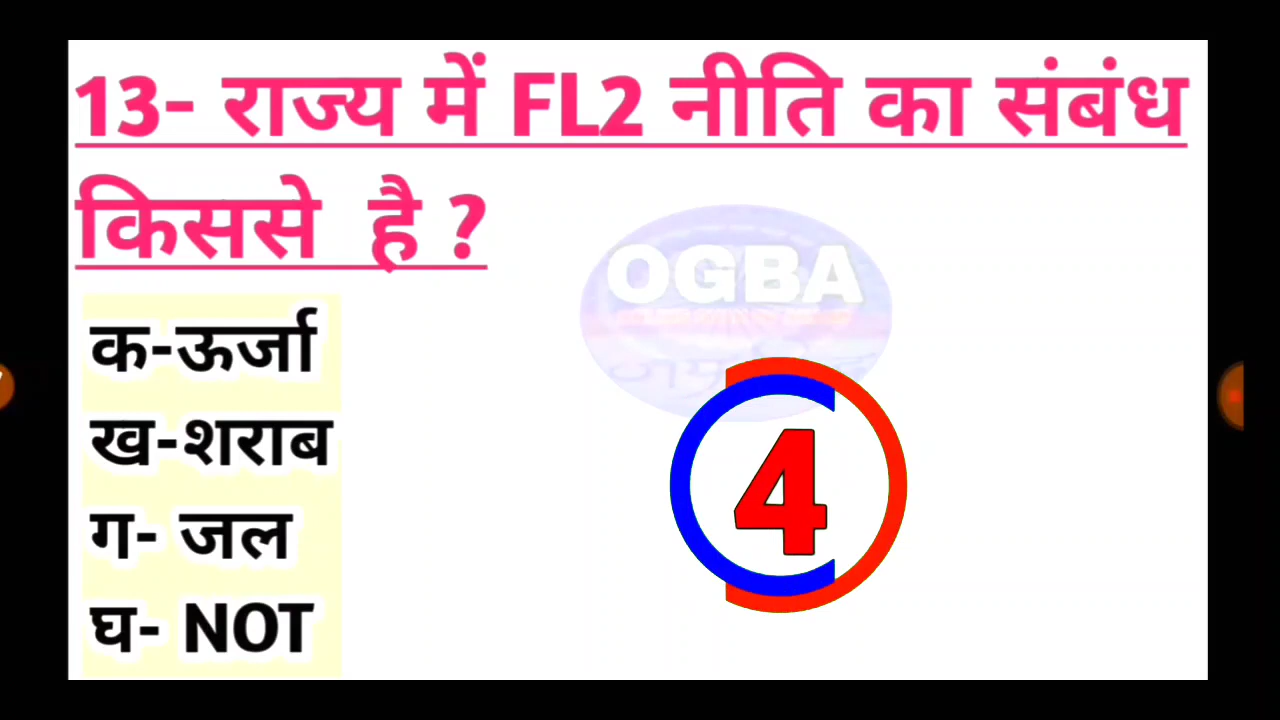 13- राज्य में FL2 नीति का संबंध
किससे है ?
OGBA
क-ऊर्जा
ख-शराब
4
ग- जल
घ- NOT